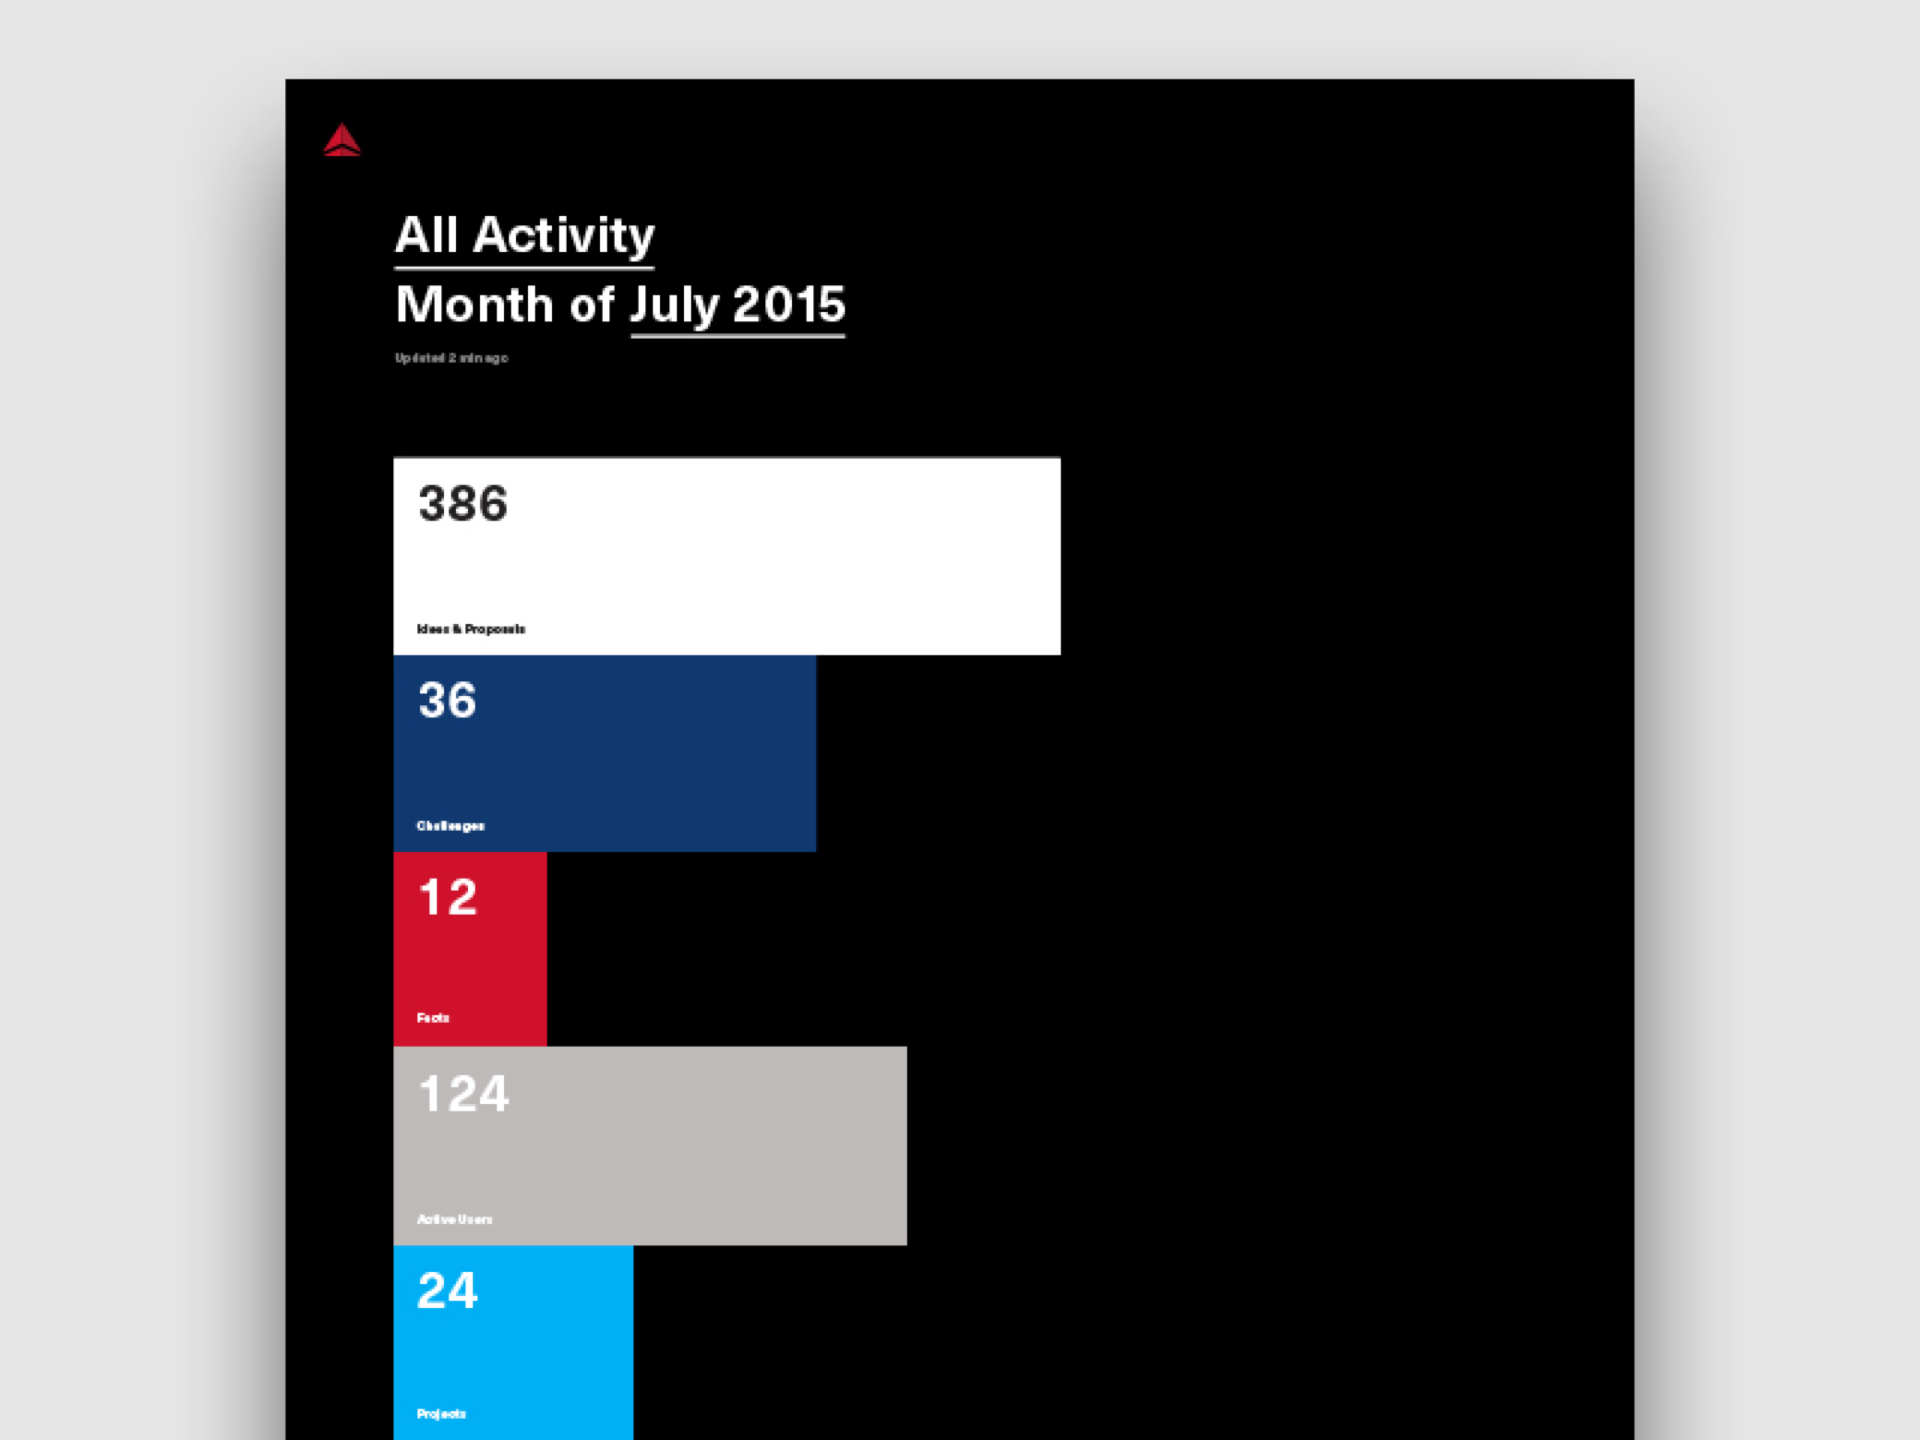 All Activity
Month of July 2015
Updated 2 min ago
386
Ideas & Proposals
36
Challenges
12
Facts
124
Active Users
24
Projects